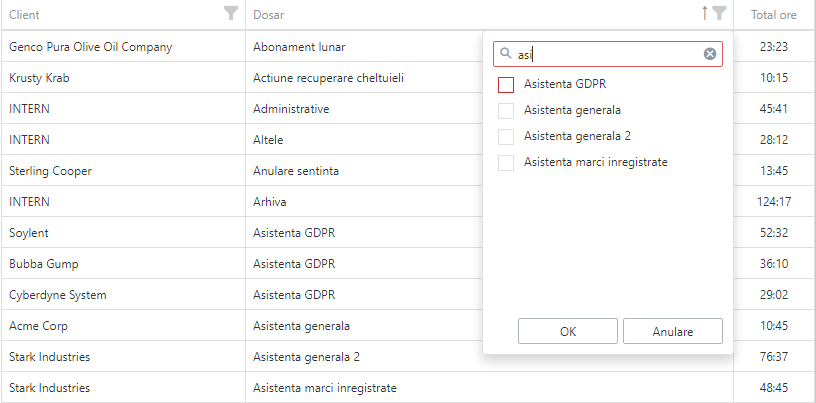 Client Dosar Total ore
Genco Pura Olive Oil Company Abonament lunar 23:23
asi
Krusty Krab Actiune recuperare cheltuieli 10:15
Asistenta GDPR
INTERN Administrative 45:41
Asistenta generala
INTERN Altele 28:12
Asistenta generala 2
Sterling Cooper Anulare sentinta 13:45
Asistenta marci inregistrate
INTERN Arhiva 124:17
Soylent Asistenta GDPR 52:32
Bubba Gump Asistenta GDPR 36:10
Cyberdyne System Asistenta GDPR 29:02
Acme Corp Asistenta generala 10:45
OK Anulare
Stark Industries Asistenta generala 2 76:37
Stark Industries Asistenta marci inregistrate 48:45